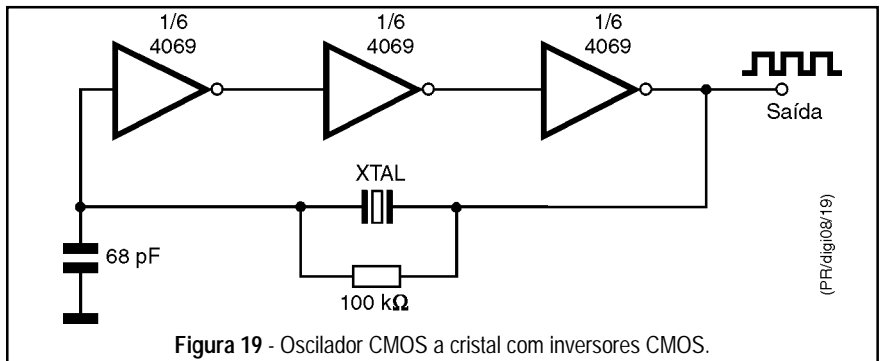 1/6
4069
1/6
4069
1/6
4069
Saída
XTAL
68 pF
100 kΩ
(PR/digi08/19)
Figura 19 - Oscilador CMOS a cristal com inversores CMOS.